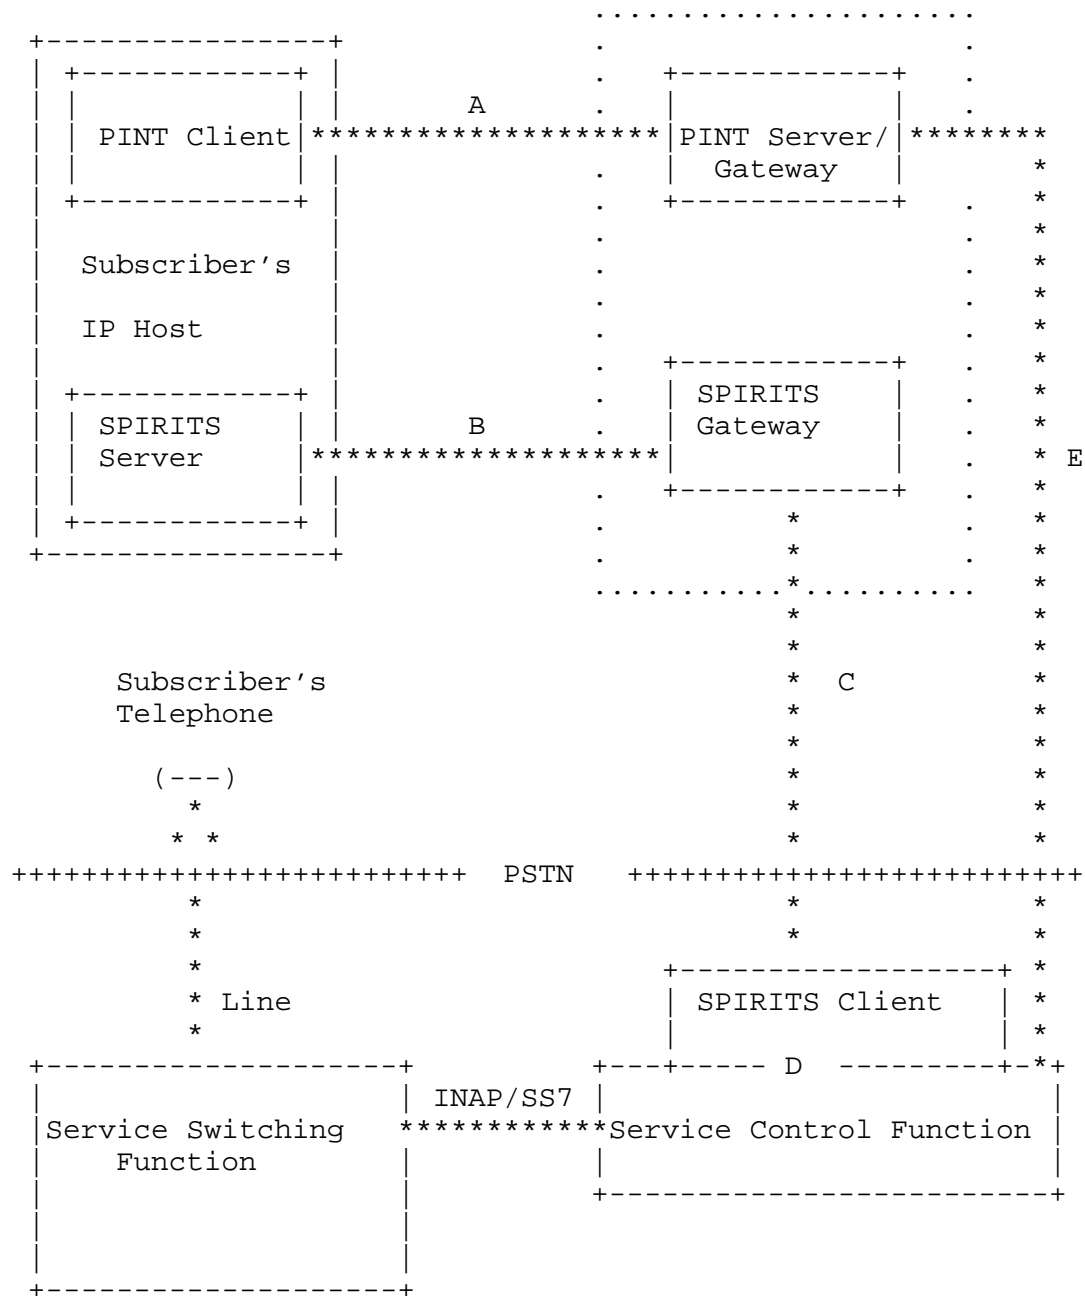 A
PINT Client
PINT Server/
Gateway
Subscriber's
IP Host
SPIRITS
Gateway
SPIRITS
Server
B
E
Subscriber's
Telephone
C
(---)
PSTN
Line
SPIRITS Client
D
INAP/SS7
Service Switching
Function
Service Control Function